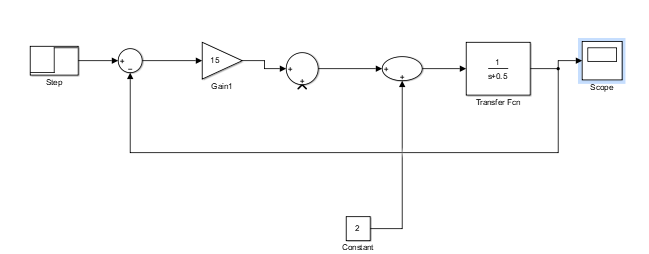 +
−
15
+
+
+
+
1
s+0.5
Step
Gain1
Transfer Fcn
Scope
2
Constant